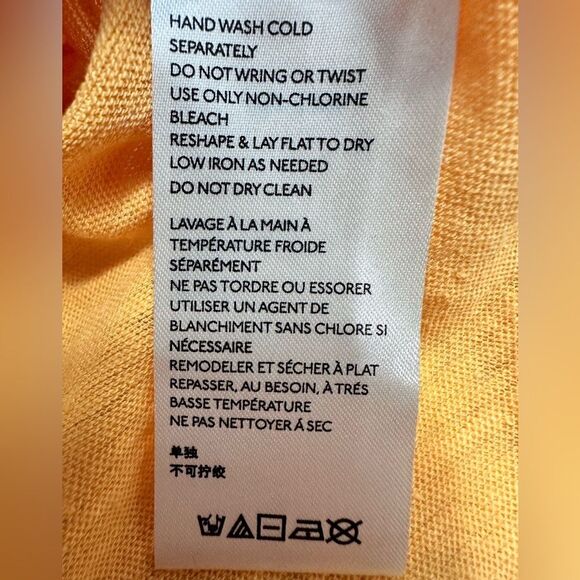 HAND WASH COLD
SEPARATELY
DO NOT WRING OR TWIST
USE ONLY NON-CHLORINE
BLEACH
RESHAPE & LAY FLAT TO DRY
LOW IRON AS NEEDED
DO NOT DRY CLEAN
LAVAGE À LA MAIN À
TEMPÉRATURE FROIDE
SÉPARÉMENT
NE PAS TORDRE OU ESSORER
UTILISER UN AGENT DE
BLANCHIMENT SANS CHLORE SI
NÉCESSAIRE
REMODELER ET SÉCHER À PLAT
REPASSER, AU BESOIN, À TRÉS
BASSE TEMPÉRATURE
NE PAS NETTOYER Á SEC
单独
不可拧绞